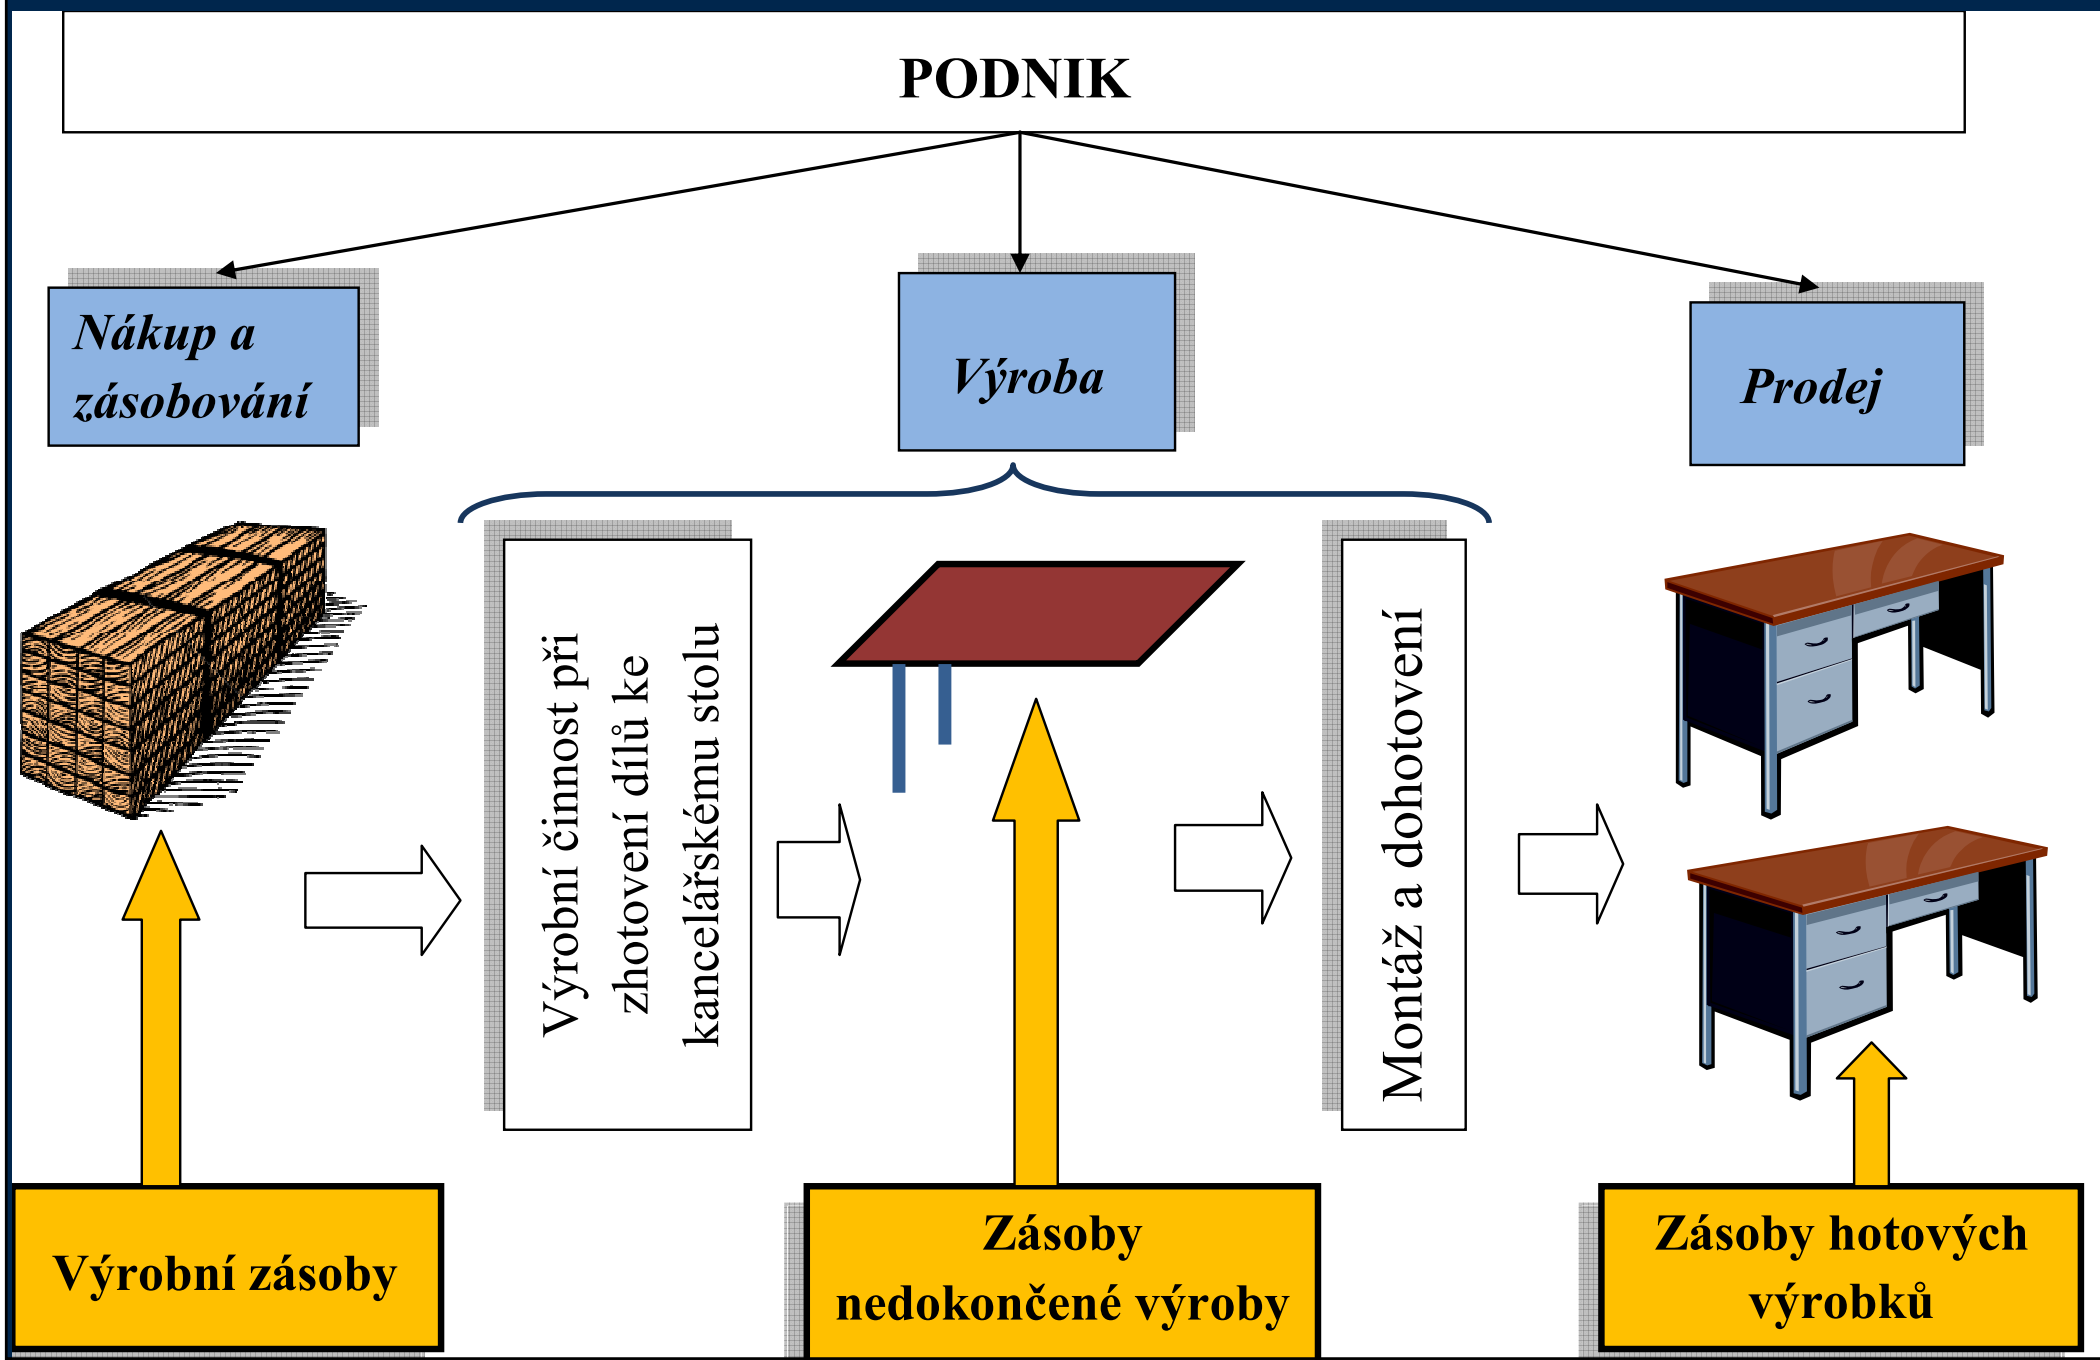 PODNIK
Nákup a
zásobování
Výroba
Prodej
Výrobní činnost při
zhotovení dílů ke
kancelářskému stolu
Montáž a dohotovení
Výrobní zásoby
Zásoby
nedokončené výroby
Zásoby hotových
výrobků